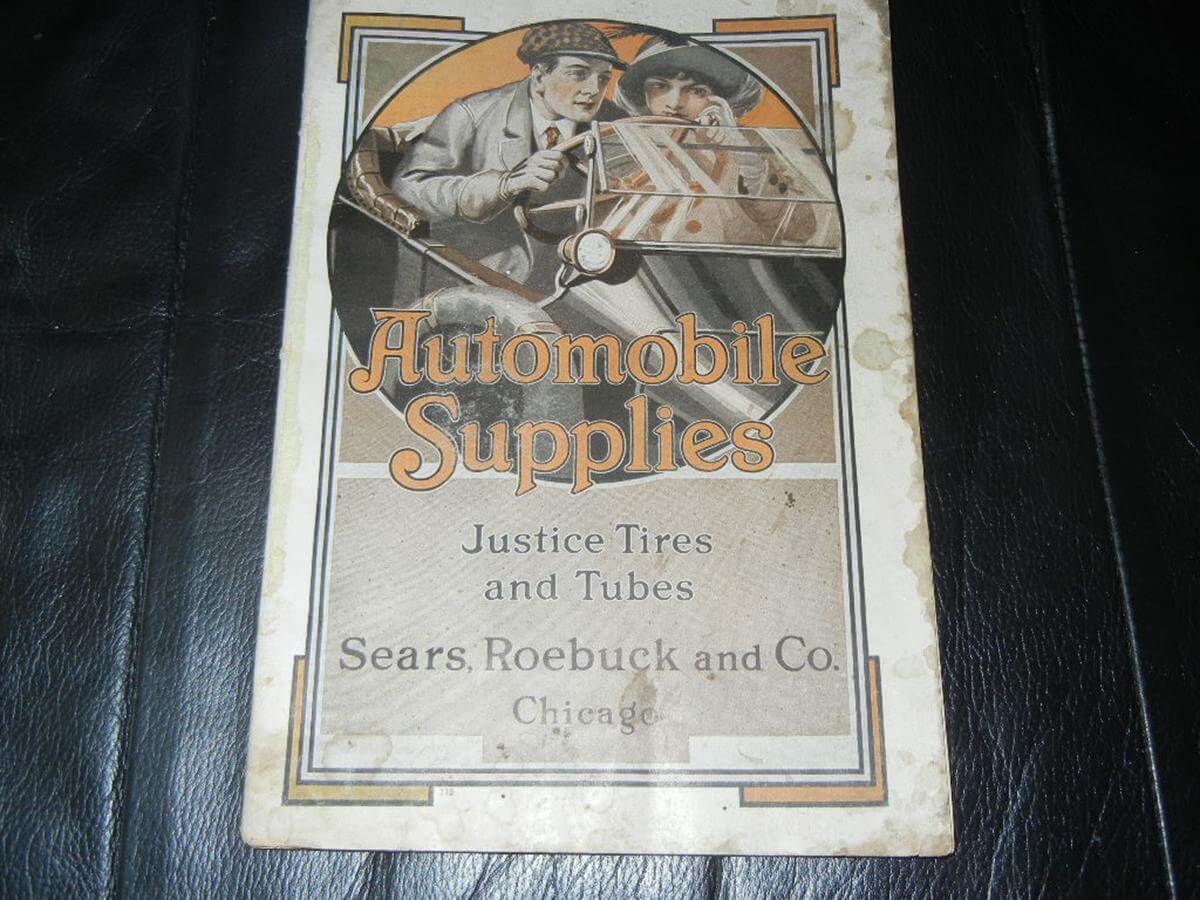 Automobile
Supplies
Justice Tires
and Tubes
Sears, Roebuck and Co.
Chicago